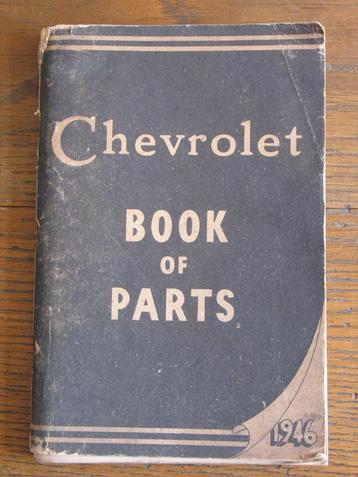 Chevrolet
BOOK
OF
PARTS
1946